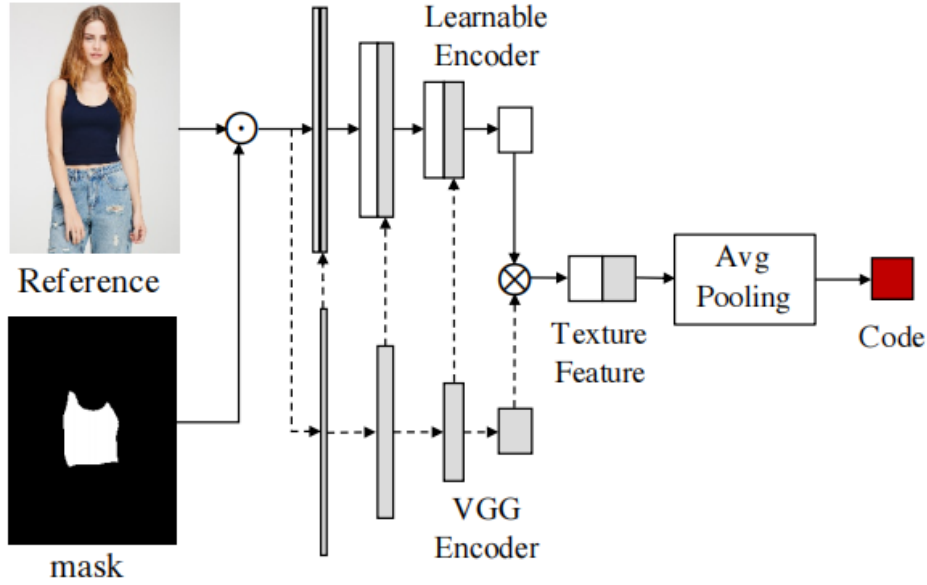 Learnable
Encoder
Reference
Avg
Pooling
Texture
Feature
Code
VGG
Encoder
mask